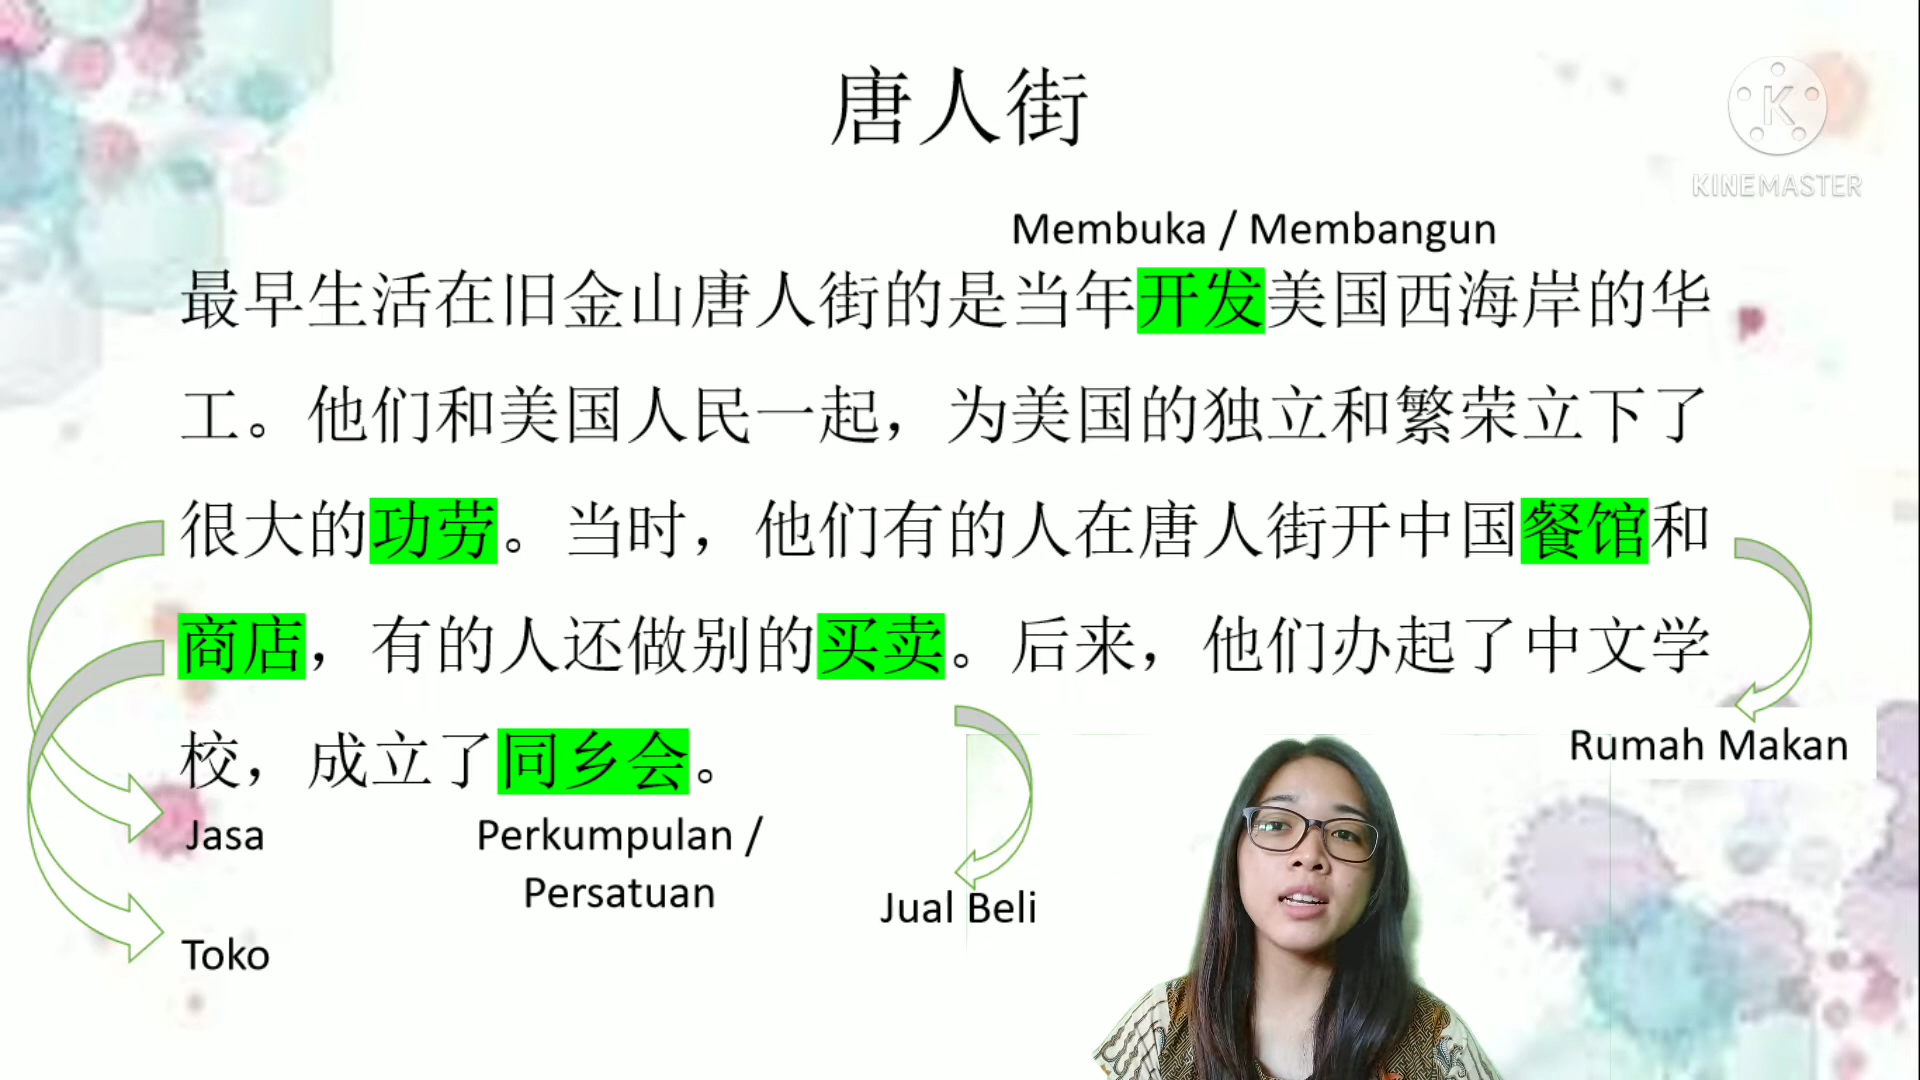 唐人街
KINEMASTER
Membuka / Membangun
最早生活在旧金山唐人街的是当年开发美国西海岸的华
工。他们和美国人民一起，为美国的独立和繁荣立下了
很大的功劳。当时，他们有的人在唐人街开中国餐馆和
商店，有的人还做别的买卖。后来，他们办起了中文学
校，成立了同乡会。
Rumah Makan
Jasa
Perkumpulan /
Persatuan
Jual Beli
Toko